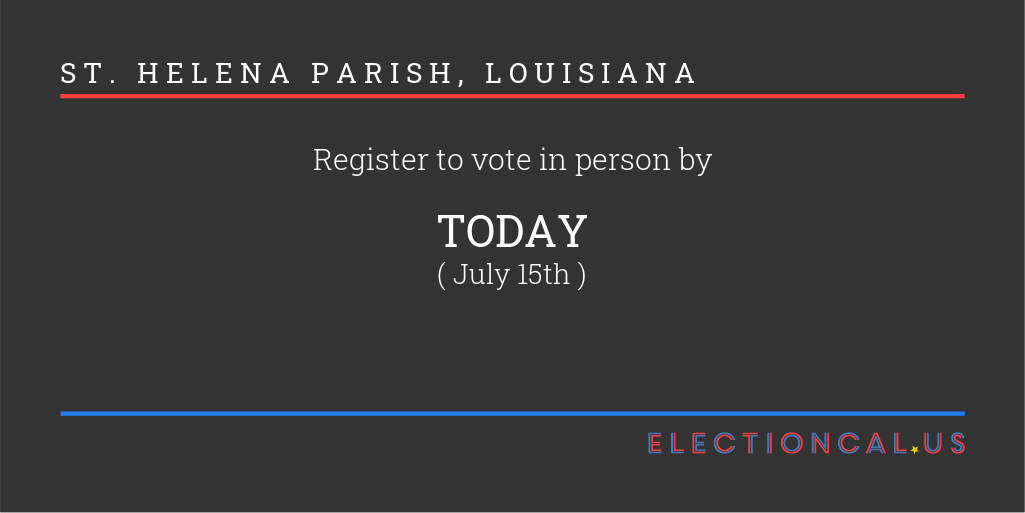 ST. HELENA PARISH, LOUISIANA
Register to vote in person by
TODAY
( July 15th )
ELECTIONCAL.US